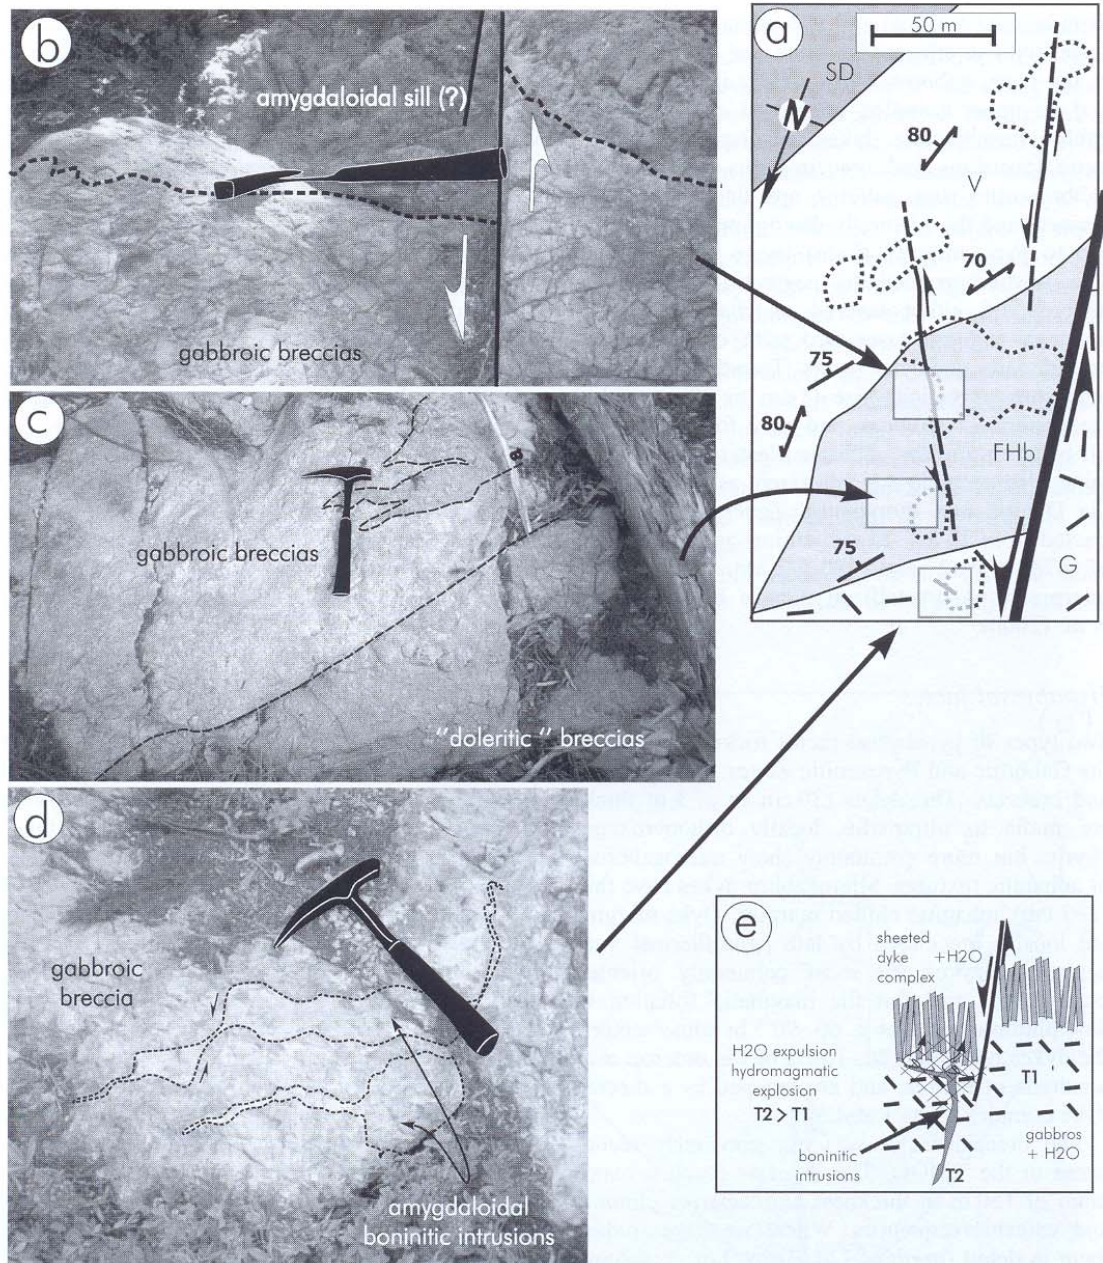 b
amygdaloidal sill (?)
gabbroic breccias
a
50 m
SD
N
80
V
70
75
80
FHb
75
G
c
gabbroic breccias
"doleritic " breccias
d
gabbroic
breccia
amygdaloidal
boninitic intrusions
e
sheeted
dyke
complex
+H2O
H2O expulsion
hydromagmatic
explosion
T2 > T1
T1
boninitic
intrusions
gabbros
+ H2O
T2